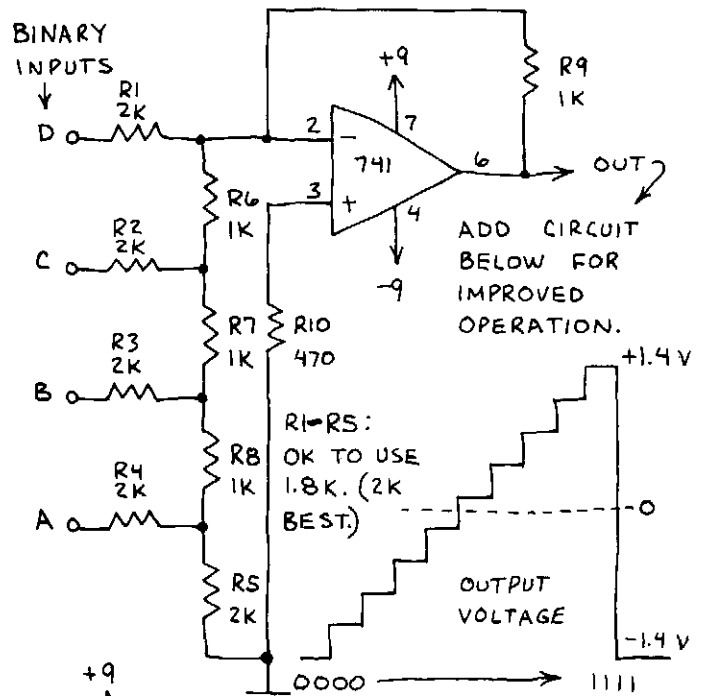 BINARY
INPUTS
R1
2K
D
R2
2K
C
R3
2K
B
R4
2K
A
R6
1K
R7
1K
R8
1K
R5
2K
2
-
3
+
741
+9
7
4
-9
6
R9
1K
OUT
ADD CIRCUIT
BELOW FOR
IMPROVED
OPERATION.
R10
470
R1-R5:
OK TO USE
1.8K. (2K
BEST.)
+1.4 V
0
OUTPUT
VOLTAGE
-1.4 V
0000
1111
+9